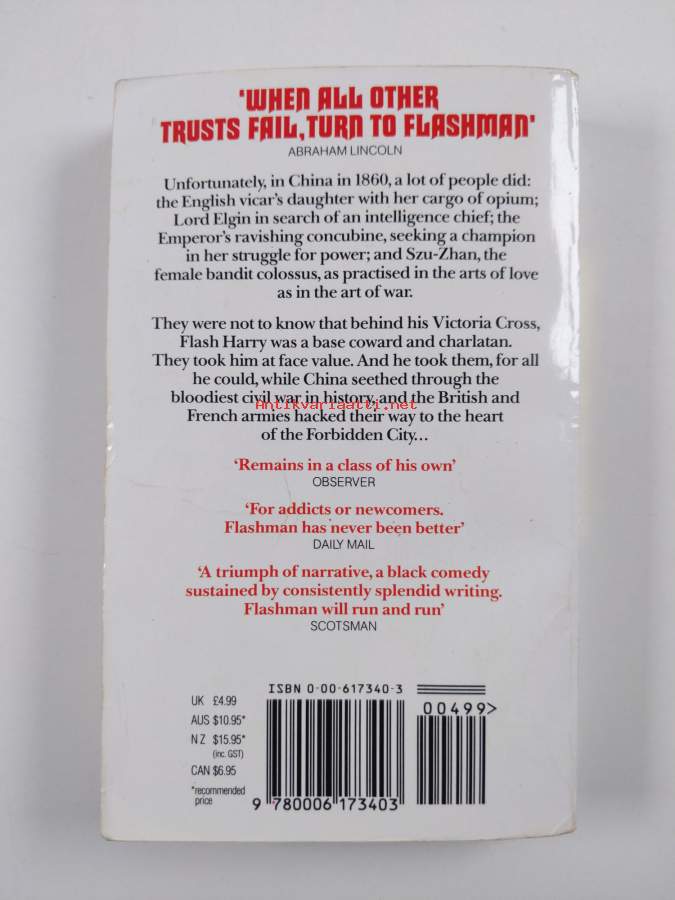 'WHEN ALL OTHER
TRUSTS FAIL, TURN TO FLASHMAN'
ABRAHAM LINCOLN
Unfortunately, in China in 1860, a lot of people did:
the English vicar's daughter with her cargo of opium;
Lord Elgin in search of an intelligence chief; the
Emperor's ravishing concubine, seeking a champion
in her struggle for power; and Szu-Zhan, the
female bandit colossus, as practised in the arts of love
as in the art of war.
They were not to know that behind his Victoria Cross,
Flash Harry was a base coward and charlatan.
They took him at face value. And he took them, for all
he could, while China seethed through the
bloodiest civil war in history, and the British and
Antikvariaatti.net
French armies hacked their way to the heart
of the Forbidden City...
'Remains in a class of his own'
OBSERVER
'For addicts or newcomers.
Flashman has never been better'
DAILY MAIL
'A triumph of narrative, a black comedy
sustained by consistently splendid writing.
Flashman will run and run'
SCOTSMAN
ISBN 0-00-617340-3
UK £4.99
AUS $10.95*
NZ $15.95*
(inc. GST)
CAN $6.95
*recommended
price
00499>
9 780006 173403